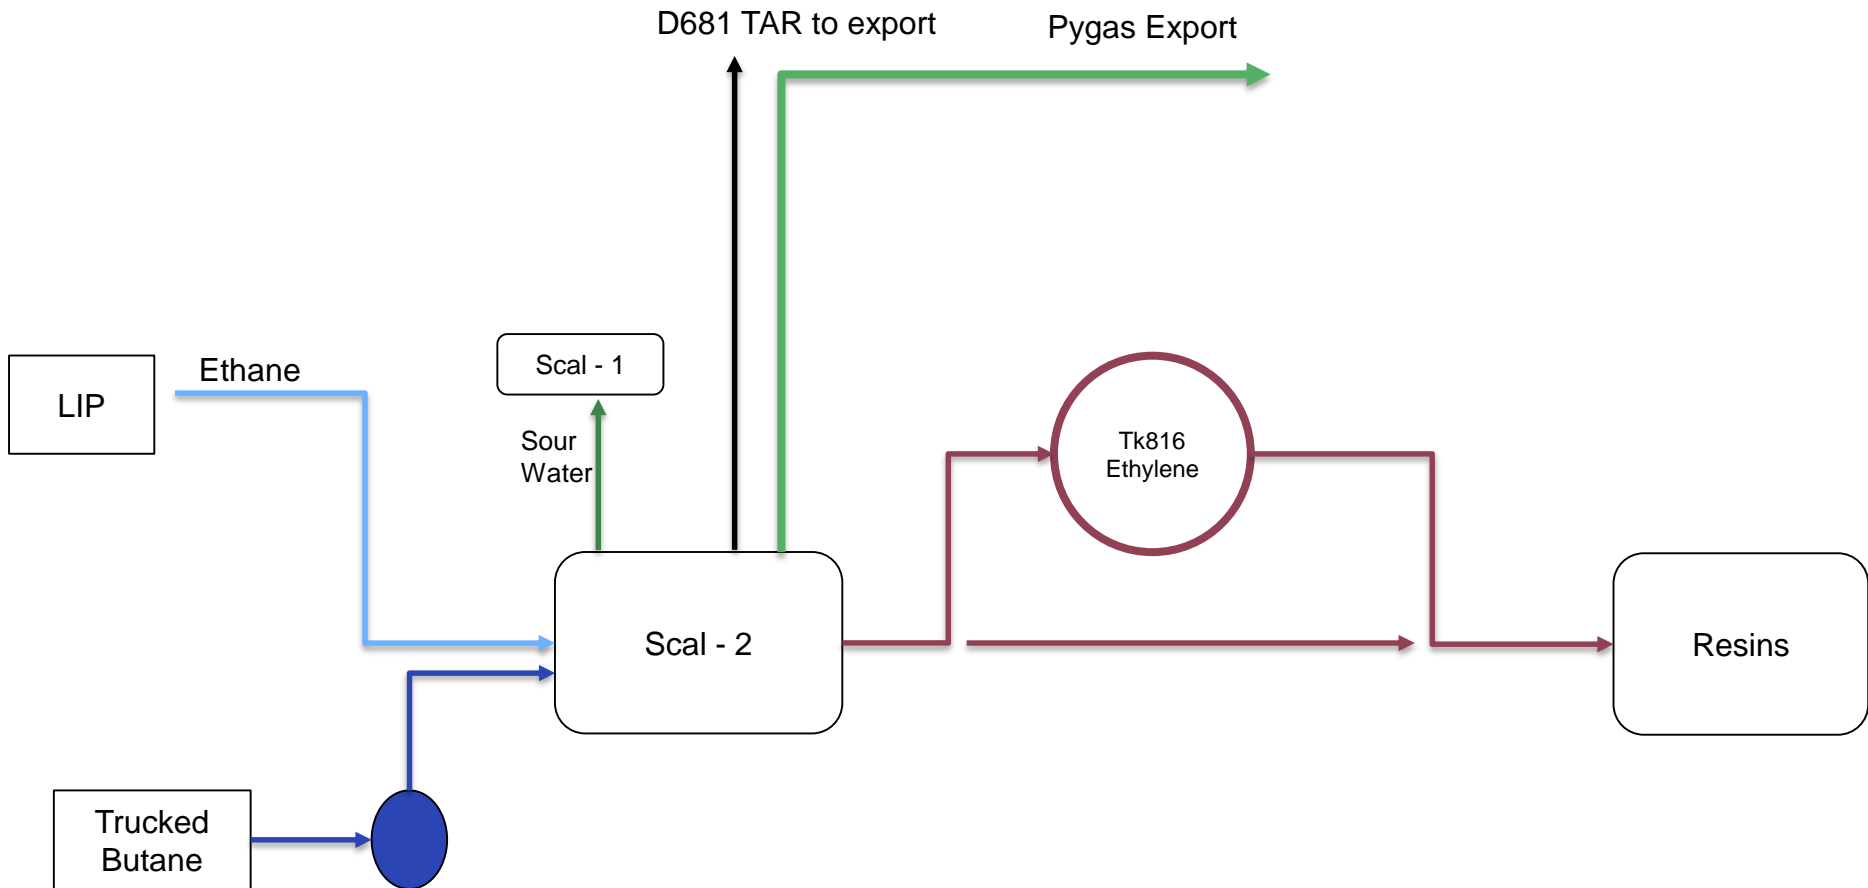 D681 TAR to export
Pygas Export
LIP
Ethane
Scal - 1
Sour
Water
Tk816
Ethylene
Scal - 2
Resins
Trucked
Butane